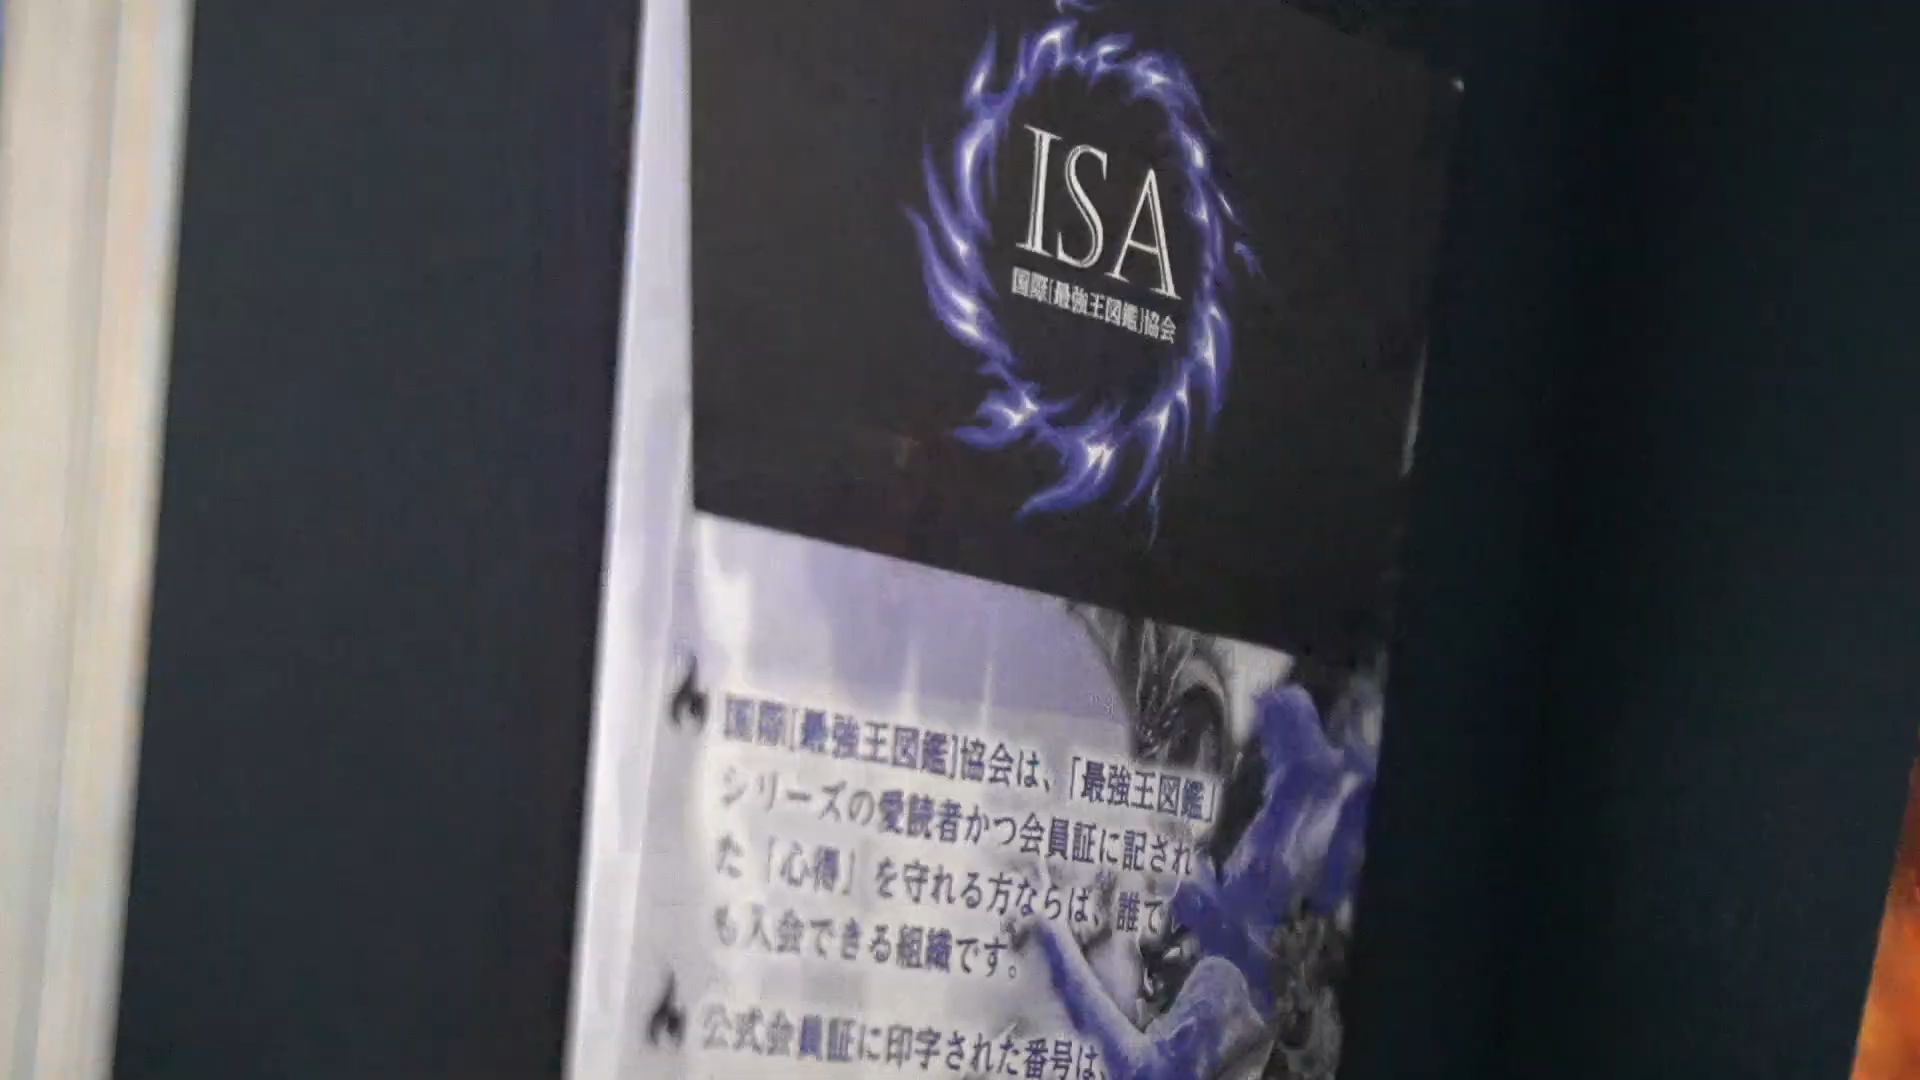 ISA
国際[最強王図鑑]協会
国際[最強王図鑑]協会は、「最強王図鑑」
シリーズの愛読者かつ会員証に記され
た「心得」を守れる方ならば、誰で
も入会できる組織です。
公式会員証に印字された番号は、